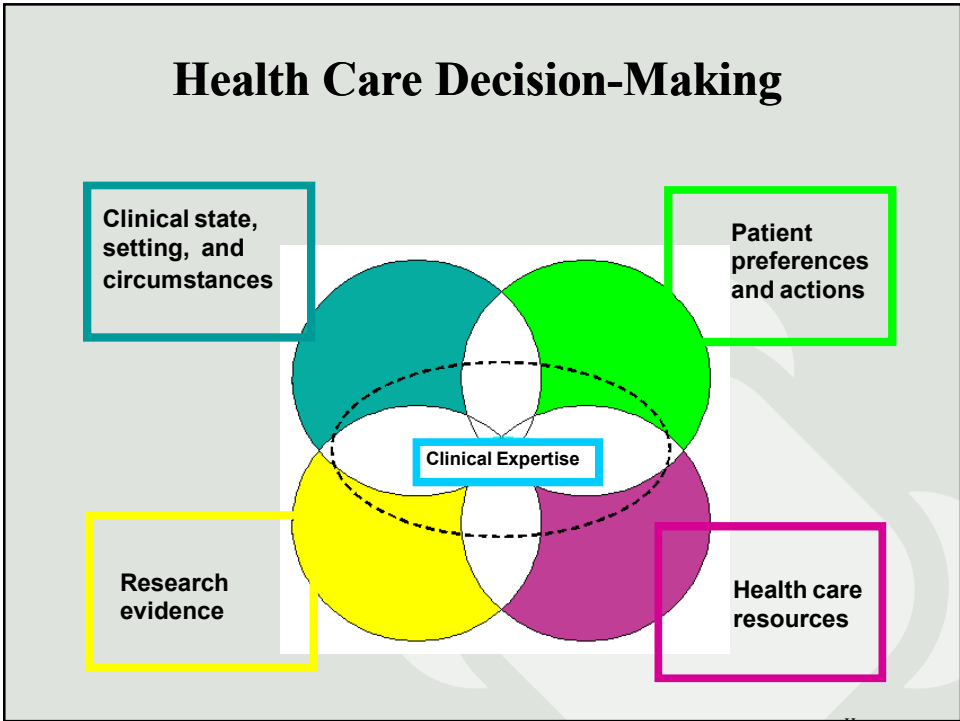 Health Care Decision-Making
Clinical state,
setting, and
circumstances
Patient
preferences
and actions
Clinical Expertise
Research
evidence
Health care
resources